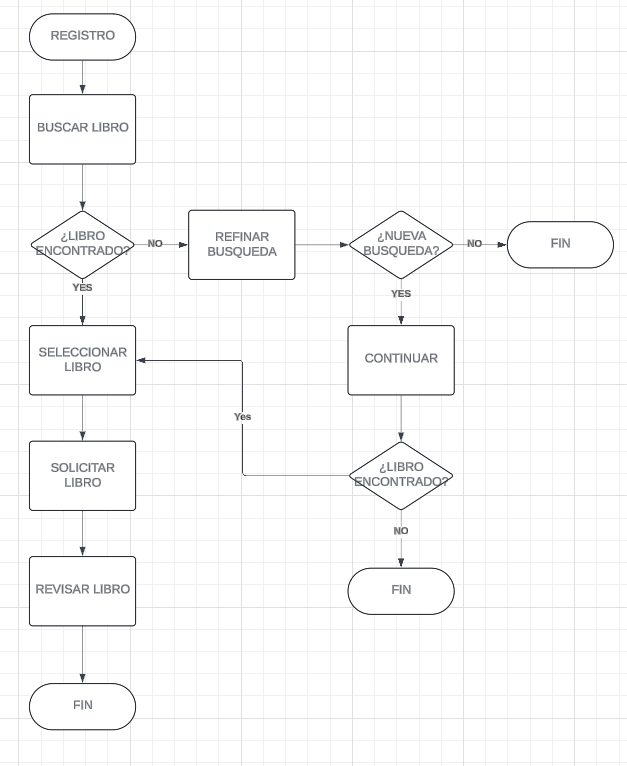 REGISTRO
BUSCAR LIBRO
¿LIBRO
ENCONTRADO?
NO
REFINAR
BUSQUEDA
¿NUEVA
BUSQUEDA?
NO
FIN
YES
YES
SELECCIONAR
LIBRO
CONTINUAR
Yes
SOLICITAR
LIBRO
¿LIBRO
ENCONTRADO?
NO
REVISAR LIBRO
FIN
FIN